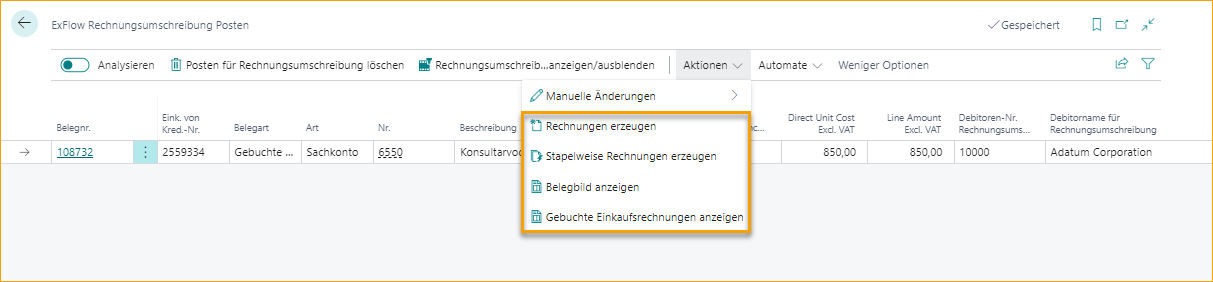 ExFlow Rechnungsumschreibung Posten
Gespeichert
Analysieren Posten für Rechnungsumschreibung löschen Rechnungsumschreib...anzeigen/ausblenden Aktionen Automate Weniger Optionen
Manuelle Änderungen
Rechnungen erzeugen
Stapelweise Rechnungen erzeugen
Belegbild anzeigen
Gebuchte Einkaufsrechnungen anzeigen
Belegnr. Eink. von Kred.-Nr. Belegart Art Nr. Beschreibung Direct Unit Cost Excl. VAT Line Amount Excl. VAT Debitoren-Nr. Rechnungsums... Debitorname für Rechnungsumschreibung
108732 2559334 Gebuchte ... Sachkonto 6550 850,00 850,00 10000 Adatum Corporation